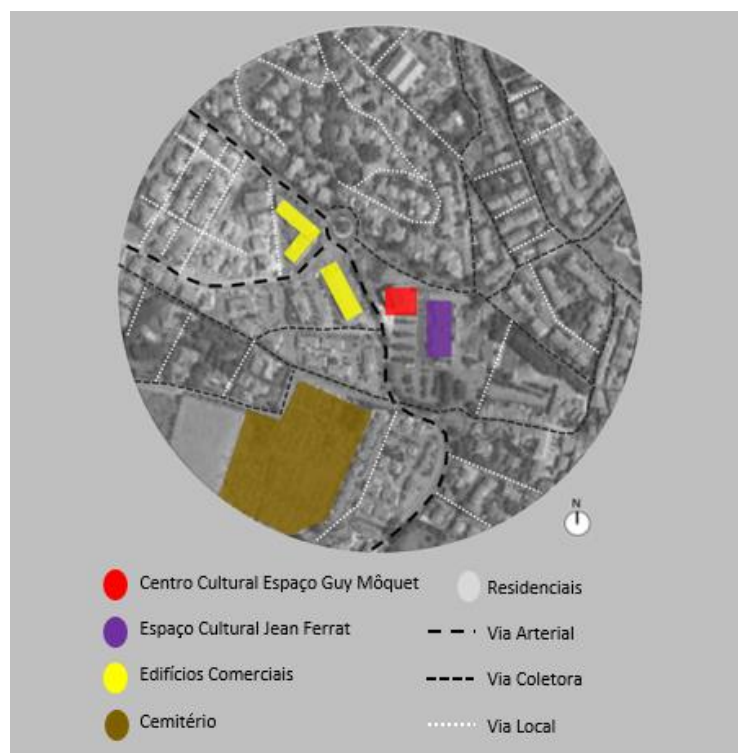 N
Centro Cultural Espaço Guy Môquet
Espaço Cultural Jean Ferrat
Edifícios Comerciais
Cemitério
Residenciais
Via Arterial
Via Coletora
Via Local